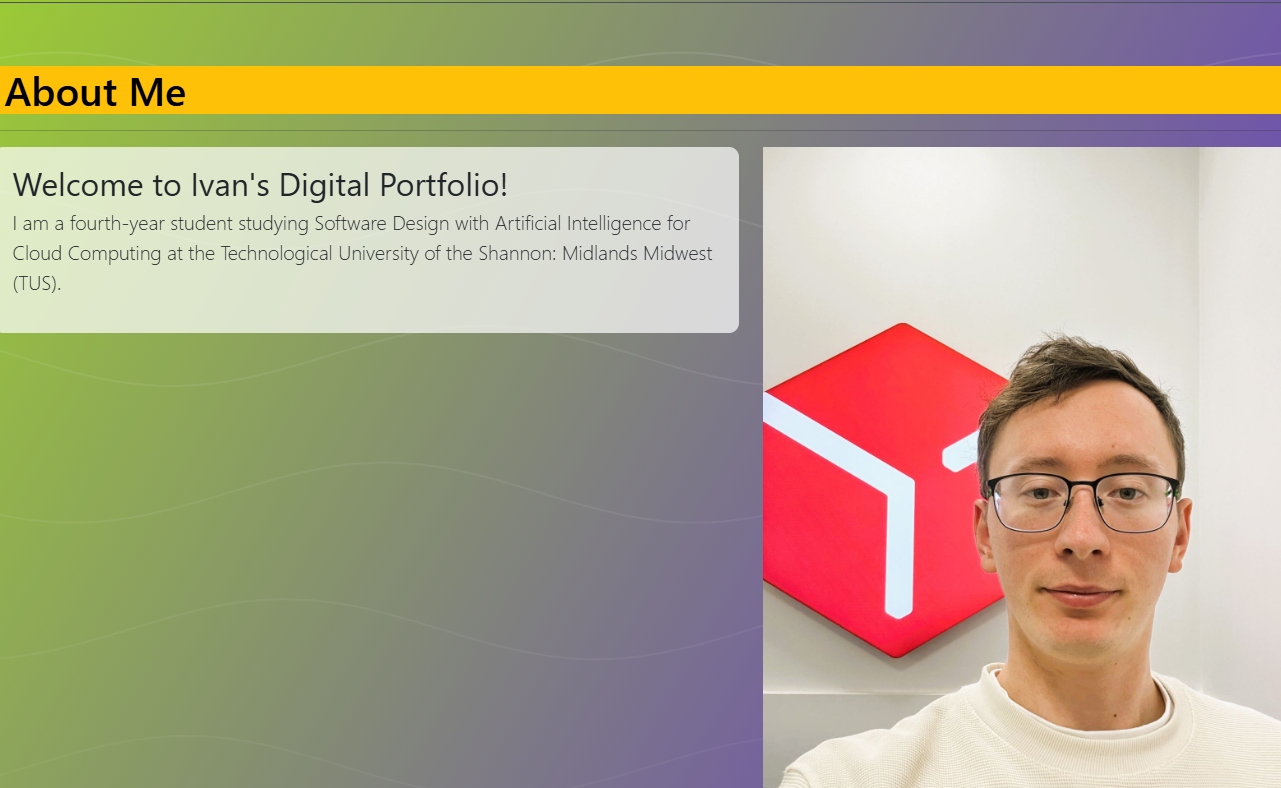 About Me
Welcome to Ivan's Digital Portfolio!
I am a fourth-year student studying Software Design with Artificial Intelligence for
Cloud Computing at the Technological University of the Shannon: Midlands Midwest
(TUS).